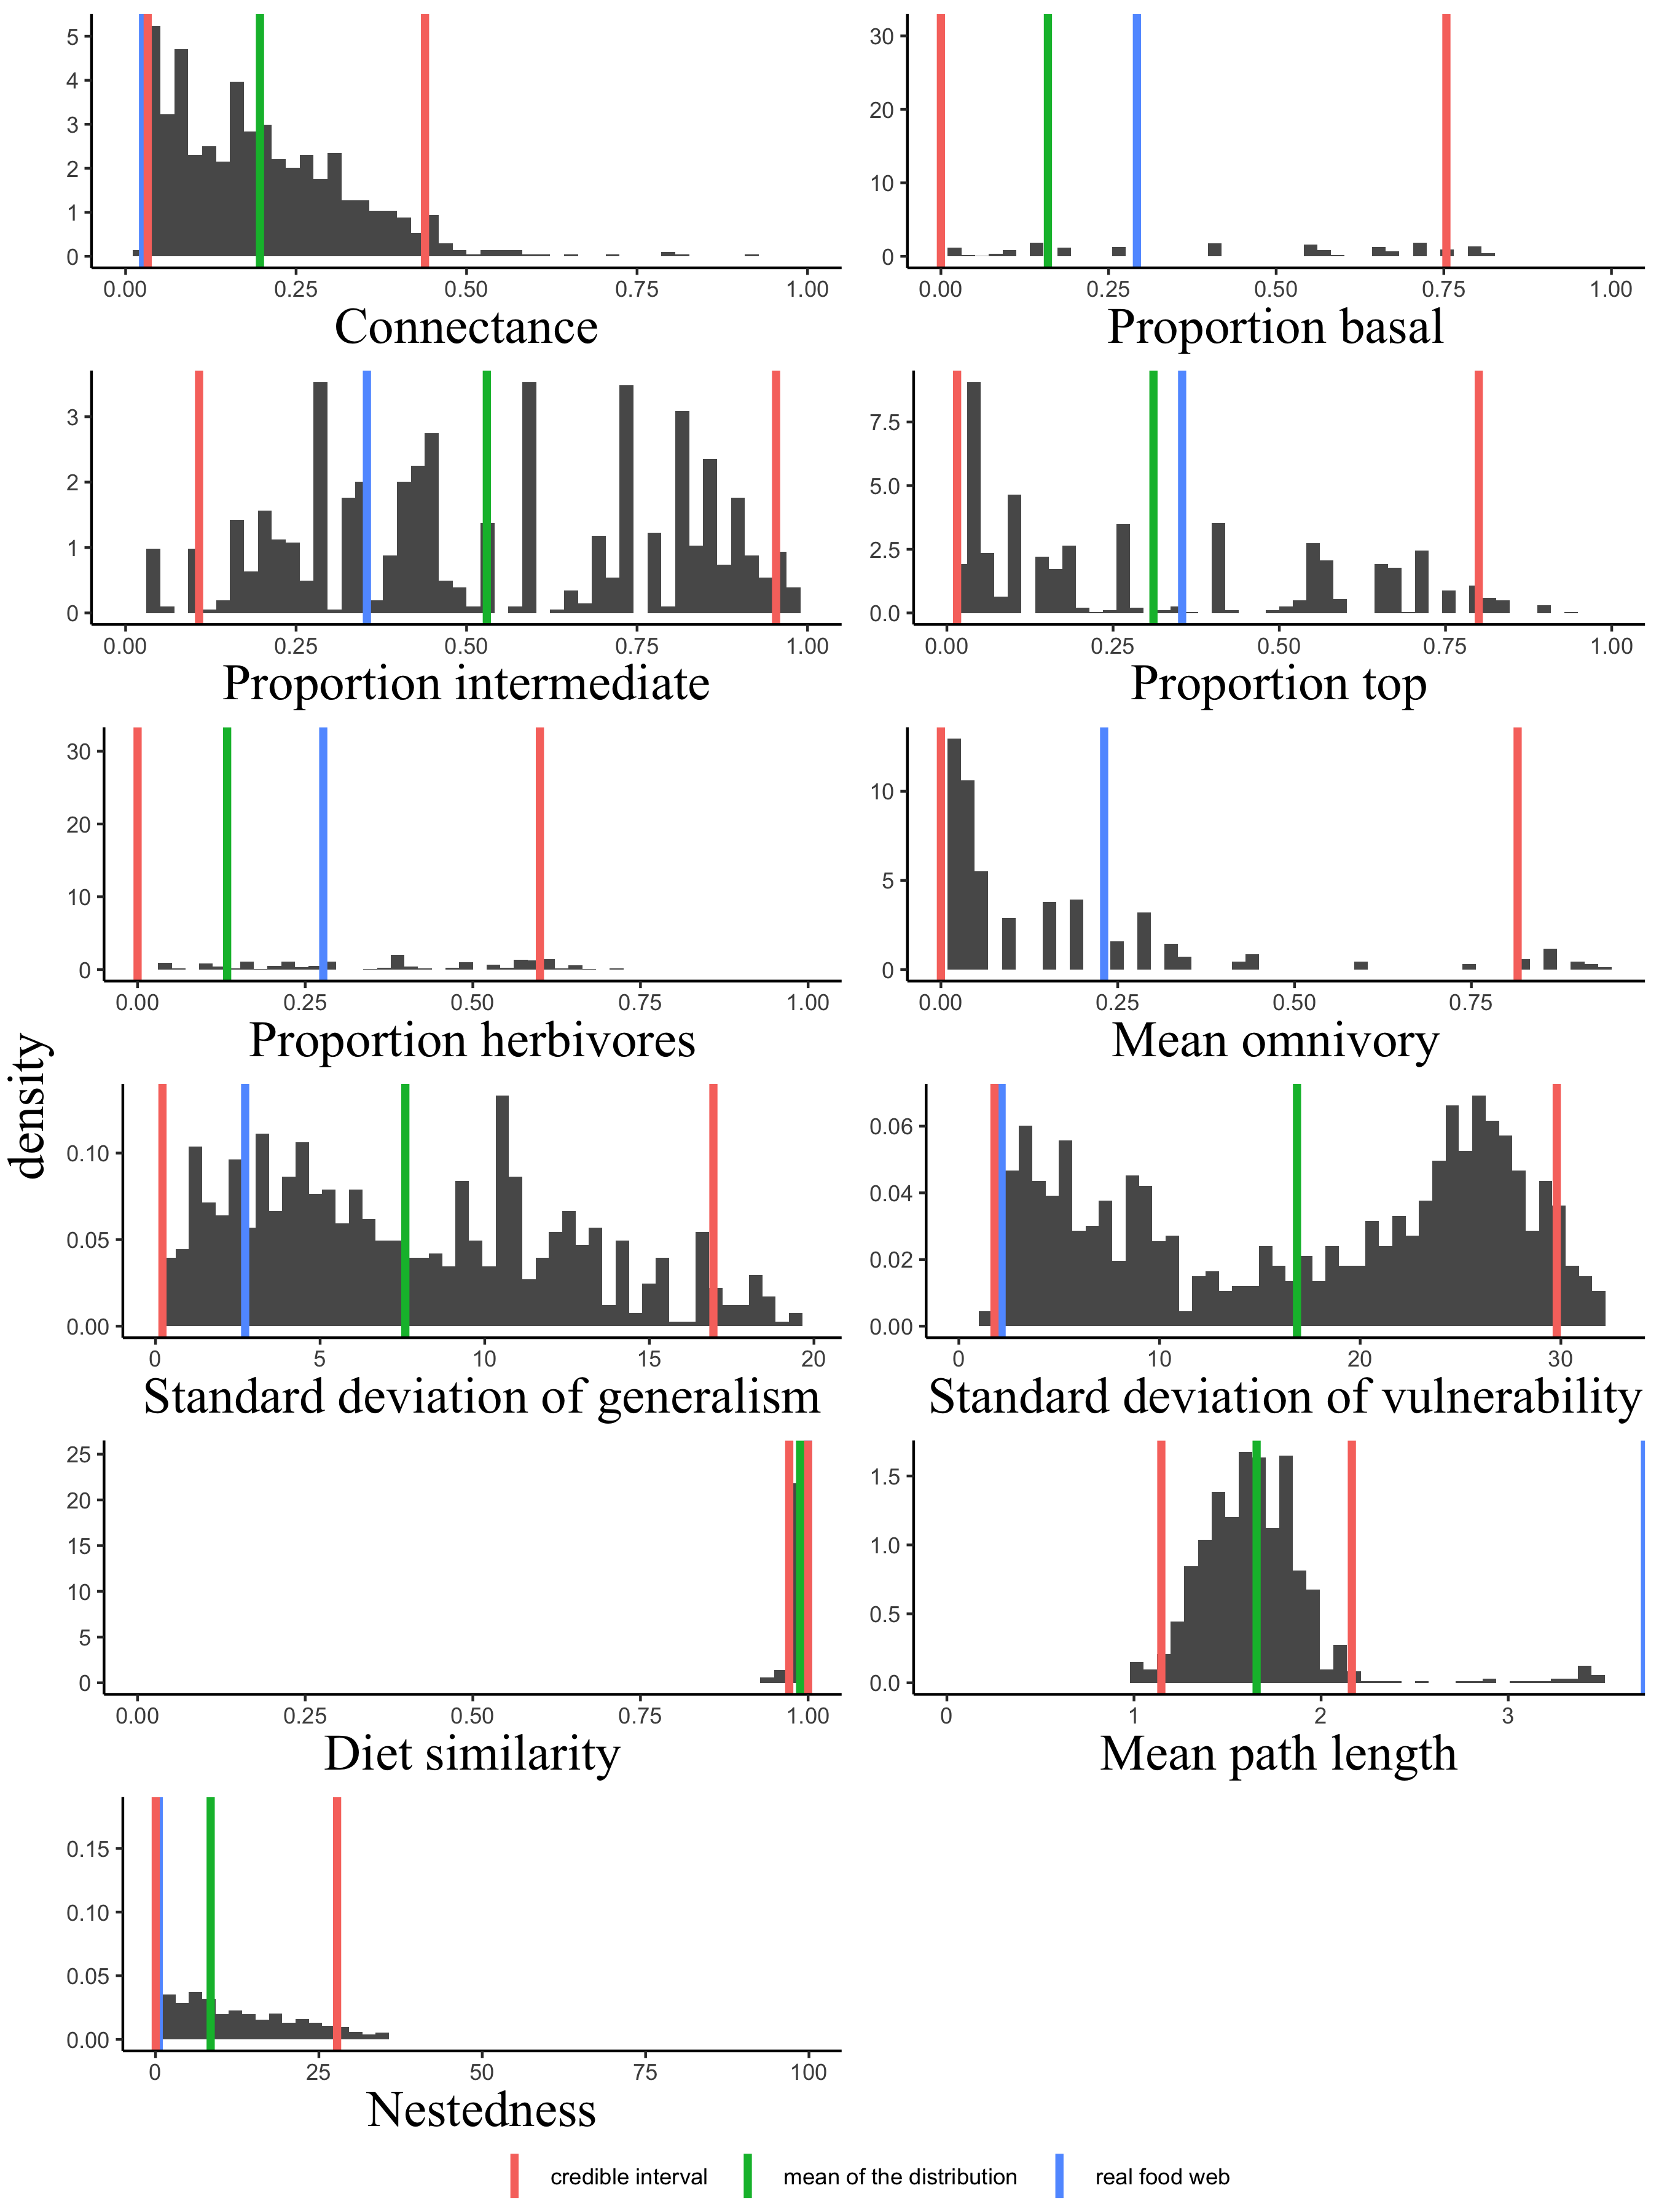 5
4
3
2
1
0
0.00 0.25 0.50 0.75 1.00
Connectance
30
20
10
0
0.00 0.25 0.50 0.75 1.00
Proportion basal
3
2
1
0
0.00 0.25 0.50 0.75 1.00
Proportion intermediate
7.5
5.0
2.5
0.0
0.00 0.25 0.50 0.75 1.00
Proportion top
30
20
10
0
0.00 0.25 0.50 0.75 1.00
Proportion herbivores
10
5
0
0.00 0.25 0.50 0.75
Mean omnivory
density
0.10
0.05
0.00
0 5 10 15 20
Standard deviation of generalism
0.06
0.04
0.02
0.00
0 10 20 30
Standard deviation of vulnerability
25
20
15
10
5
0
0.00 0.25 0.50 0.75 1.00
Diet similarity
1.5
1.0
0.5
0.0
0 1 2 3
Mean path length
0.15
0.10
0.05
0.00
0 25 50 75 100
Nestedness
credible interval mean of the distribution real food web